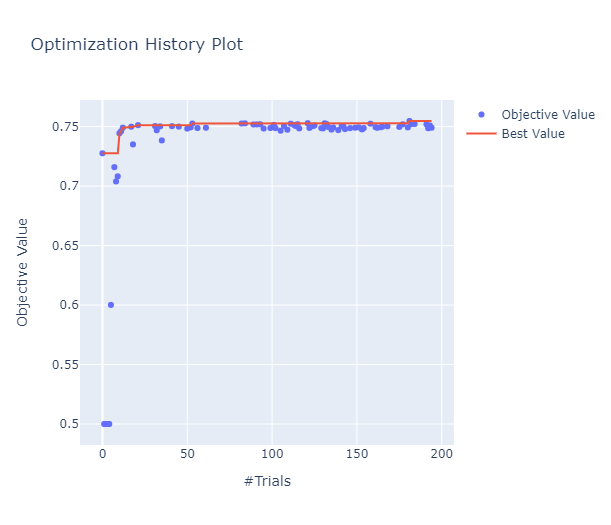 Optimization History Plot
Objective Value
Best Value
0.75
0.7
0.65
0.6
0.55
0.5
Objective Value
0
50
100
150
200
#Trials